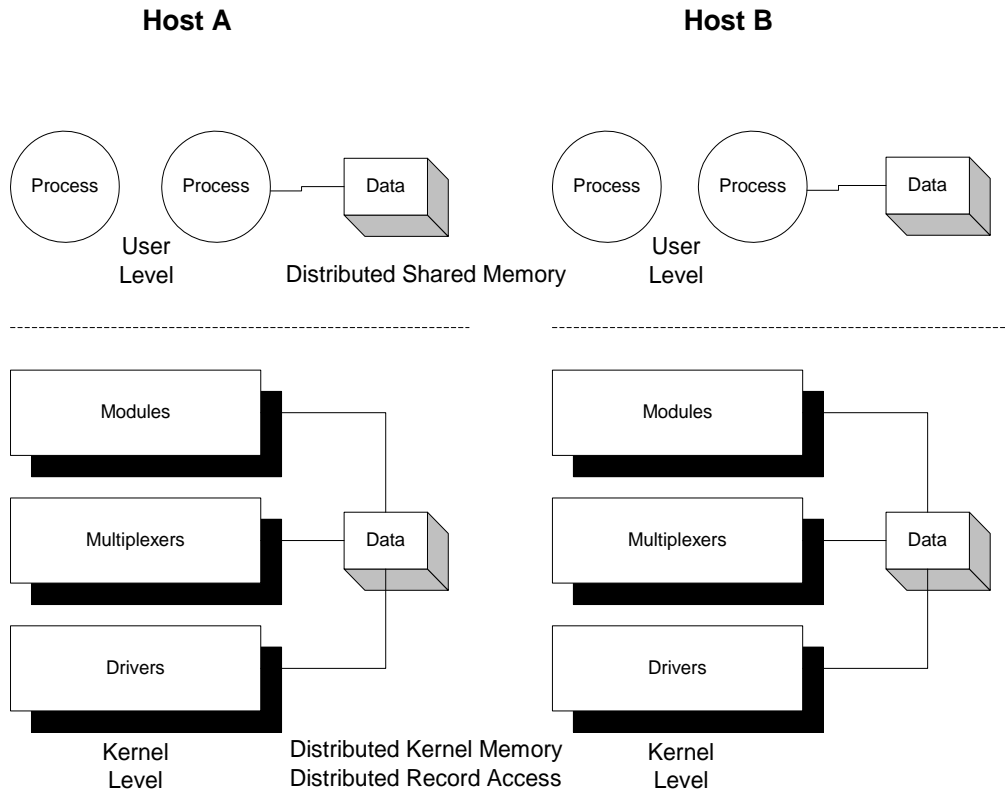 Host A
Host B
Process
Process
Data
Process
Process
Data
User
Level
Distributed Shared Memory
User
Level
Modules
Modules
Multiplexers
Data
Multiplexers
Data
Drivers
Drivers
Kernel
Level
Distributed Kernel Memory
Distributed Record Access
Kernel
Level